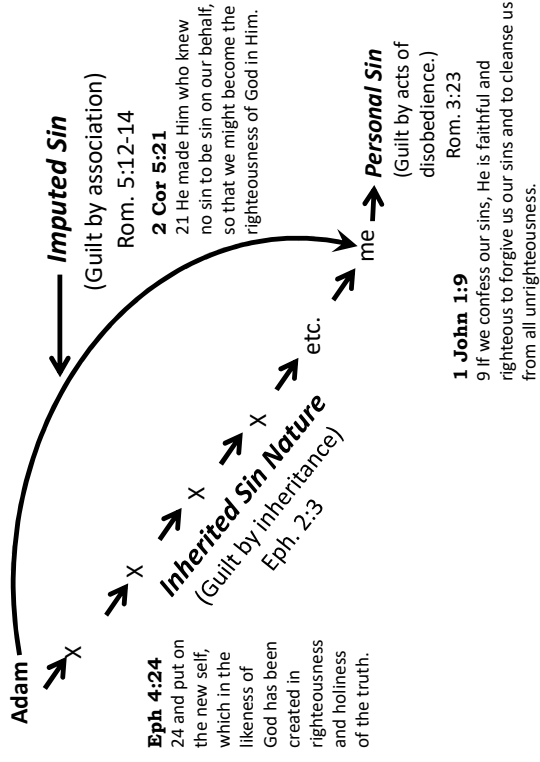 Adam
Imputed Sin
(Guilt by association)
Rom. 5:12-14
2 Cor 5:21
21 He made Him who knew
no sin to be sin on our behalf,
so that we might become the
righteousness of God in Him.
X
X
X
X
etc.
me
Inherited Sin Nature
(Guilt by inheritance)
Eph. 2:3
Personal Sin
(Guilt by acts of
disobedience.)
Rom. 3:23
Eph 4:24
24 and put on
the new self,
which in the
likeness of
God has been
created in
righteousness
and holiness
of the truth.
1 John 1:9
9 If we confess our sins, He is faithful and
righteous to forgive us our sins and to cleanse us
from all unrighteousness.